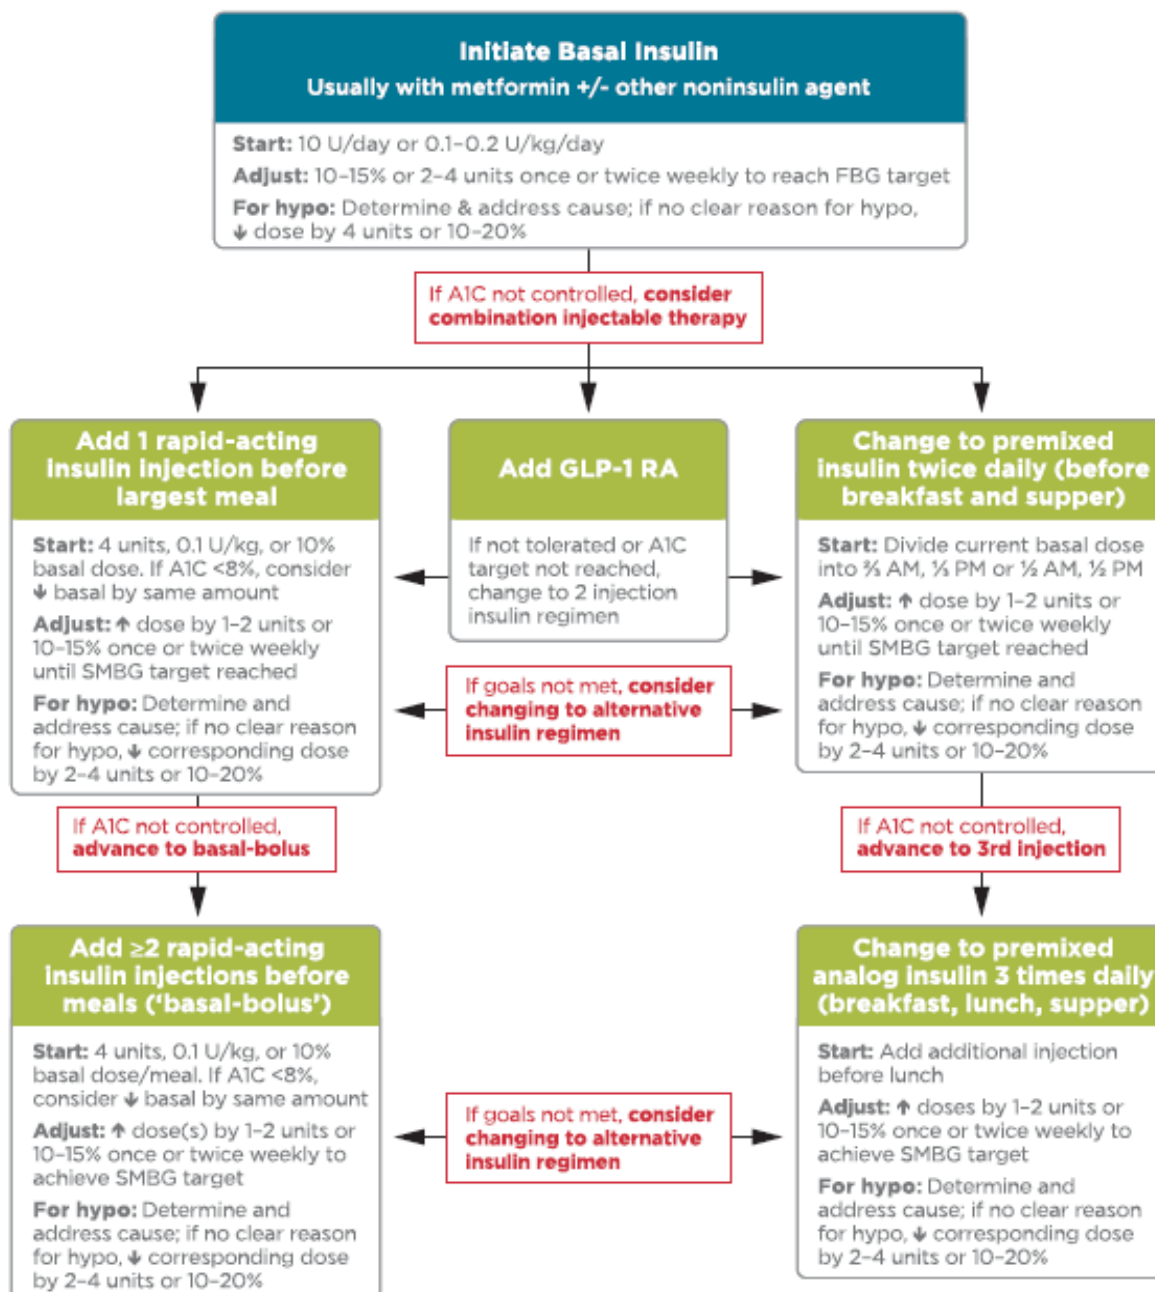 Initiate Basal Insulin
Usually with metformin +/- other noninsulin agent
Start: 10 U/day or 0.1–0.2 U/kg/day
Adjust: 10–15% or 2–4 units once or twice weekly to reach FBG target
For hypo: Determine & address cause; if no clear reason for hypo,
↓ dose by 4 units or 10–20%
If A1C not controlled, consider
combination injectable therapy
Add 1 rapid-acting
insulin injection before
largest meal
Start: 4 units, 0.1 U/kg, or 10%
basal dose. If A1C <8%, consider
↓ basal by same amount
Adjust: ↑ dose by 1–2 units or
10–15% once or twice weekly
until SMBG target reached
For hypo: Determine and
address cause; if no clear reason
for hypo, ↓ corresponding dose
by 2–4 units or 10–20%
Add GLP-1 RA
If not tolerated or A1C
target not reached,
change to 2 injection
insulin regimen
Change to premixed
insulin twice daily (before
breakfast and supper)
Start: Divide current basal dose
into ⅔ AM, ⅓ PM or ½ AM, ½ PM
Adjust: ↑ dose by 1–2 units or
10–15% once or twice weekly
until SMBG target reached
For hypo: Determine and
address cause; if no clear reason
for hypo, ↓ corresponding dose
by 2–4 units or 10–20%
If goals not met, consider
changing to alternative
insulin regimen
If A1C not controlled,
advance to basal-bolus
If A1C not controlled,
advance to 3rd injection
Add ≥2 rapid-acting
insulin injections before
meals (‘basal-bolus’)
Start: 4 units, 0.1 U/kg, or 10%
basal dose/meal. If A1C <8%,
consider ↓ basal by same amount
Adjust: ↑ dose(s) by 1–2 units or
10–15% once or twice weekly to
achieve SMBG target
For hypo: Determine and
address cause; if no clear reason
for hypo, ↓ corresponding dose
by 2–4 units or 10–20%
If goals not met, consider
changing to alternative
insulin regimen
Change to premixed
analog insulin 3 times daily
(breakfast, lunch, supper)
Start: Add additional injection
before lunch
Adjust: ↑ doses by 1–2 units or
10–15% once or twice weekly to
achieve SMBG target
For hypo: Determine and
address cause; if no clear reason
for hypo, ↓ corresponding dose
by 2–4 units or 10–20%